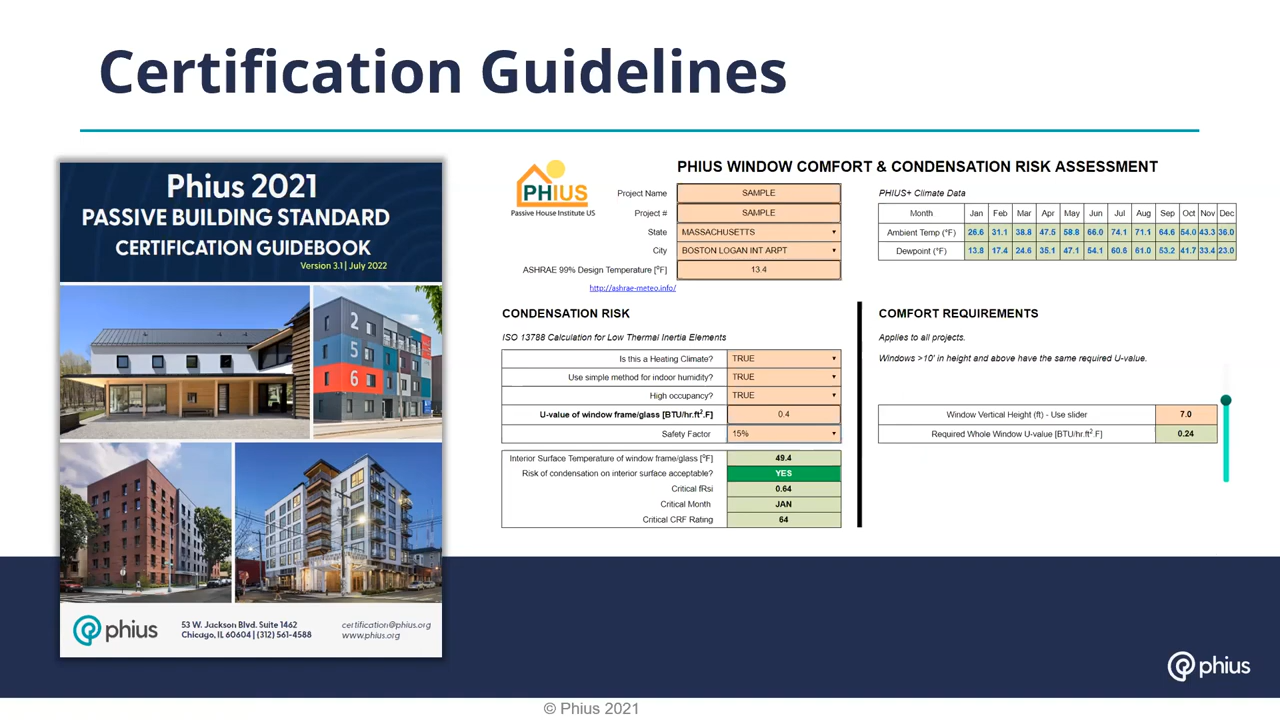 Certification Guidelines
Phius 2021
PASSIVE BUILDING STANDARD
CERTIFICATION GUIDEBOOK
Version 3.1 | July 2022
2
5
6
phius
53 W. Jackson Blvd. Suite 1462
Chicago, IL 60604 | (312) 561-4588
certification@phius.org
www.phius.org
PHIUS
Passive House Institute US
PHIUS WINDOW COMFORT & CONDENSATION RISK ASSESSMENT
Project Name SAMPLE
Project # SAMPLE
State MASSACHUSETTS
City BOSTON LOGAN INT ARPT
ASHRAE 99% Design Temperature [°F] 13.4
http://ashrae-meteo.info/
PHIUS+ Climate Data
Month Jan Feb Mar Apr May Jun Jul Aug Sep Oct Nov Dec
Ambient Temp (°F) 26.6 31.1 38.8 47.5 58.8 66.0 74.1 71.1 64.6 54.0 43.3 36.0
Dewpoint (°F) 13.8 17.4 24.6 35.1 47.1 54.1 60.6 61.0 53.2 41.7 33.4 23.0
CONDENSATION RISK
ISO 13788 Calculation for Low Thermal Inertia Elements
Is this a Heating Climate? TRUE
Use simple method for indoor humidity? TRUE
High occupancy? TRUE
U-value of window frame/glass [BTU/hr.ft².F] 0.4
Safety Factor 15%
Interior Surface Temperature of window frame/glass [°F] 49.4
Risk of condensation on interior surface acceptable? YES
Critical fRsi 0.64
Critical Month JAN
Critical CRF Rating 64
COMFORT REQUIREMENTS
Applies to all projects.
Windows >10' in height and above have the same required U-value.
Window Vertical Height (ft) - Use slider 7.0
Required Whole Window U-value [BTU/hr.ft².F] 0.24
phius
© Phius 2021